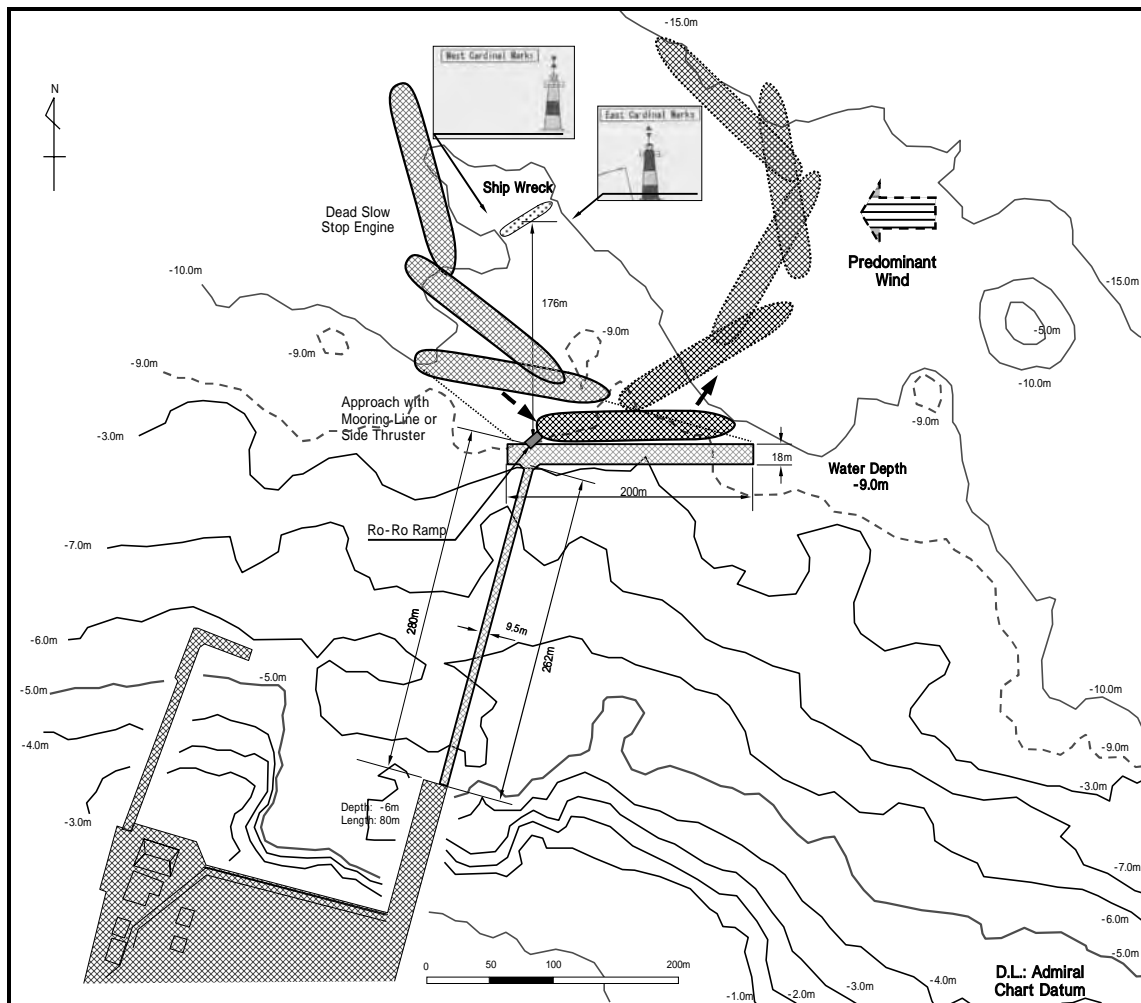 -15.0m
West Cardinal Marks
N
East Cardinal Marks
Ship Wreck
Dead Slow
Stop Engine
Predominant
Wind
-10.0m
176m
-15.0m
-5.0m
-9.0m
-9.0m
-9.0m
-10.0m
Approach with
Mooring-Line or
Side Thruster
-9.0m
-3.0m
18m
Water Depth
-9.0m
200m
Ro-Ro Ramp
-7.0m
280m
9.5m
262m
-6.0m
-5.0m
-5.0m
-10.0m
-4.0m
-9.0m
-3.0m
Depth: -6m
Length: 80m
-3.0m
-7.0m
-6.0m
-5.0m
0 50 100 200m
-4.0m
-3.0m
-2.0m
-1.0m
D.L.: Admiral
Chart Datum